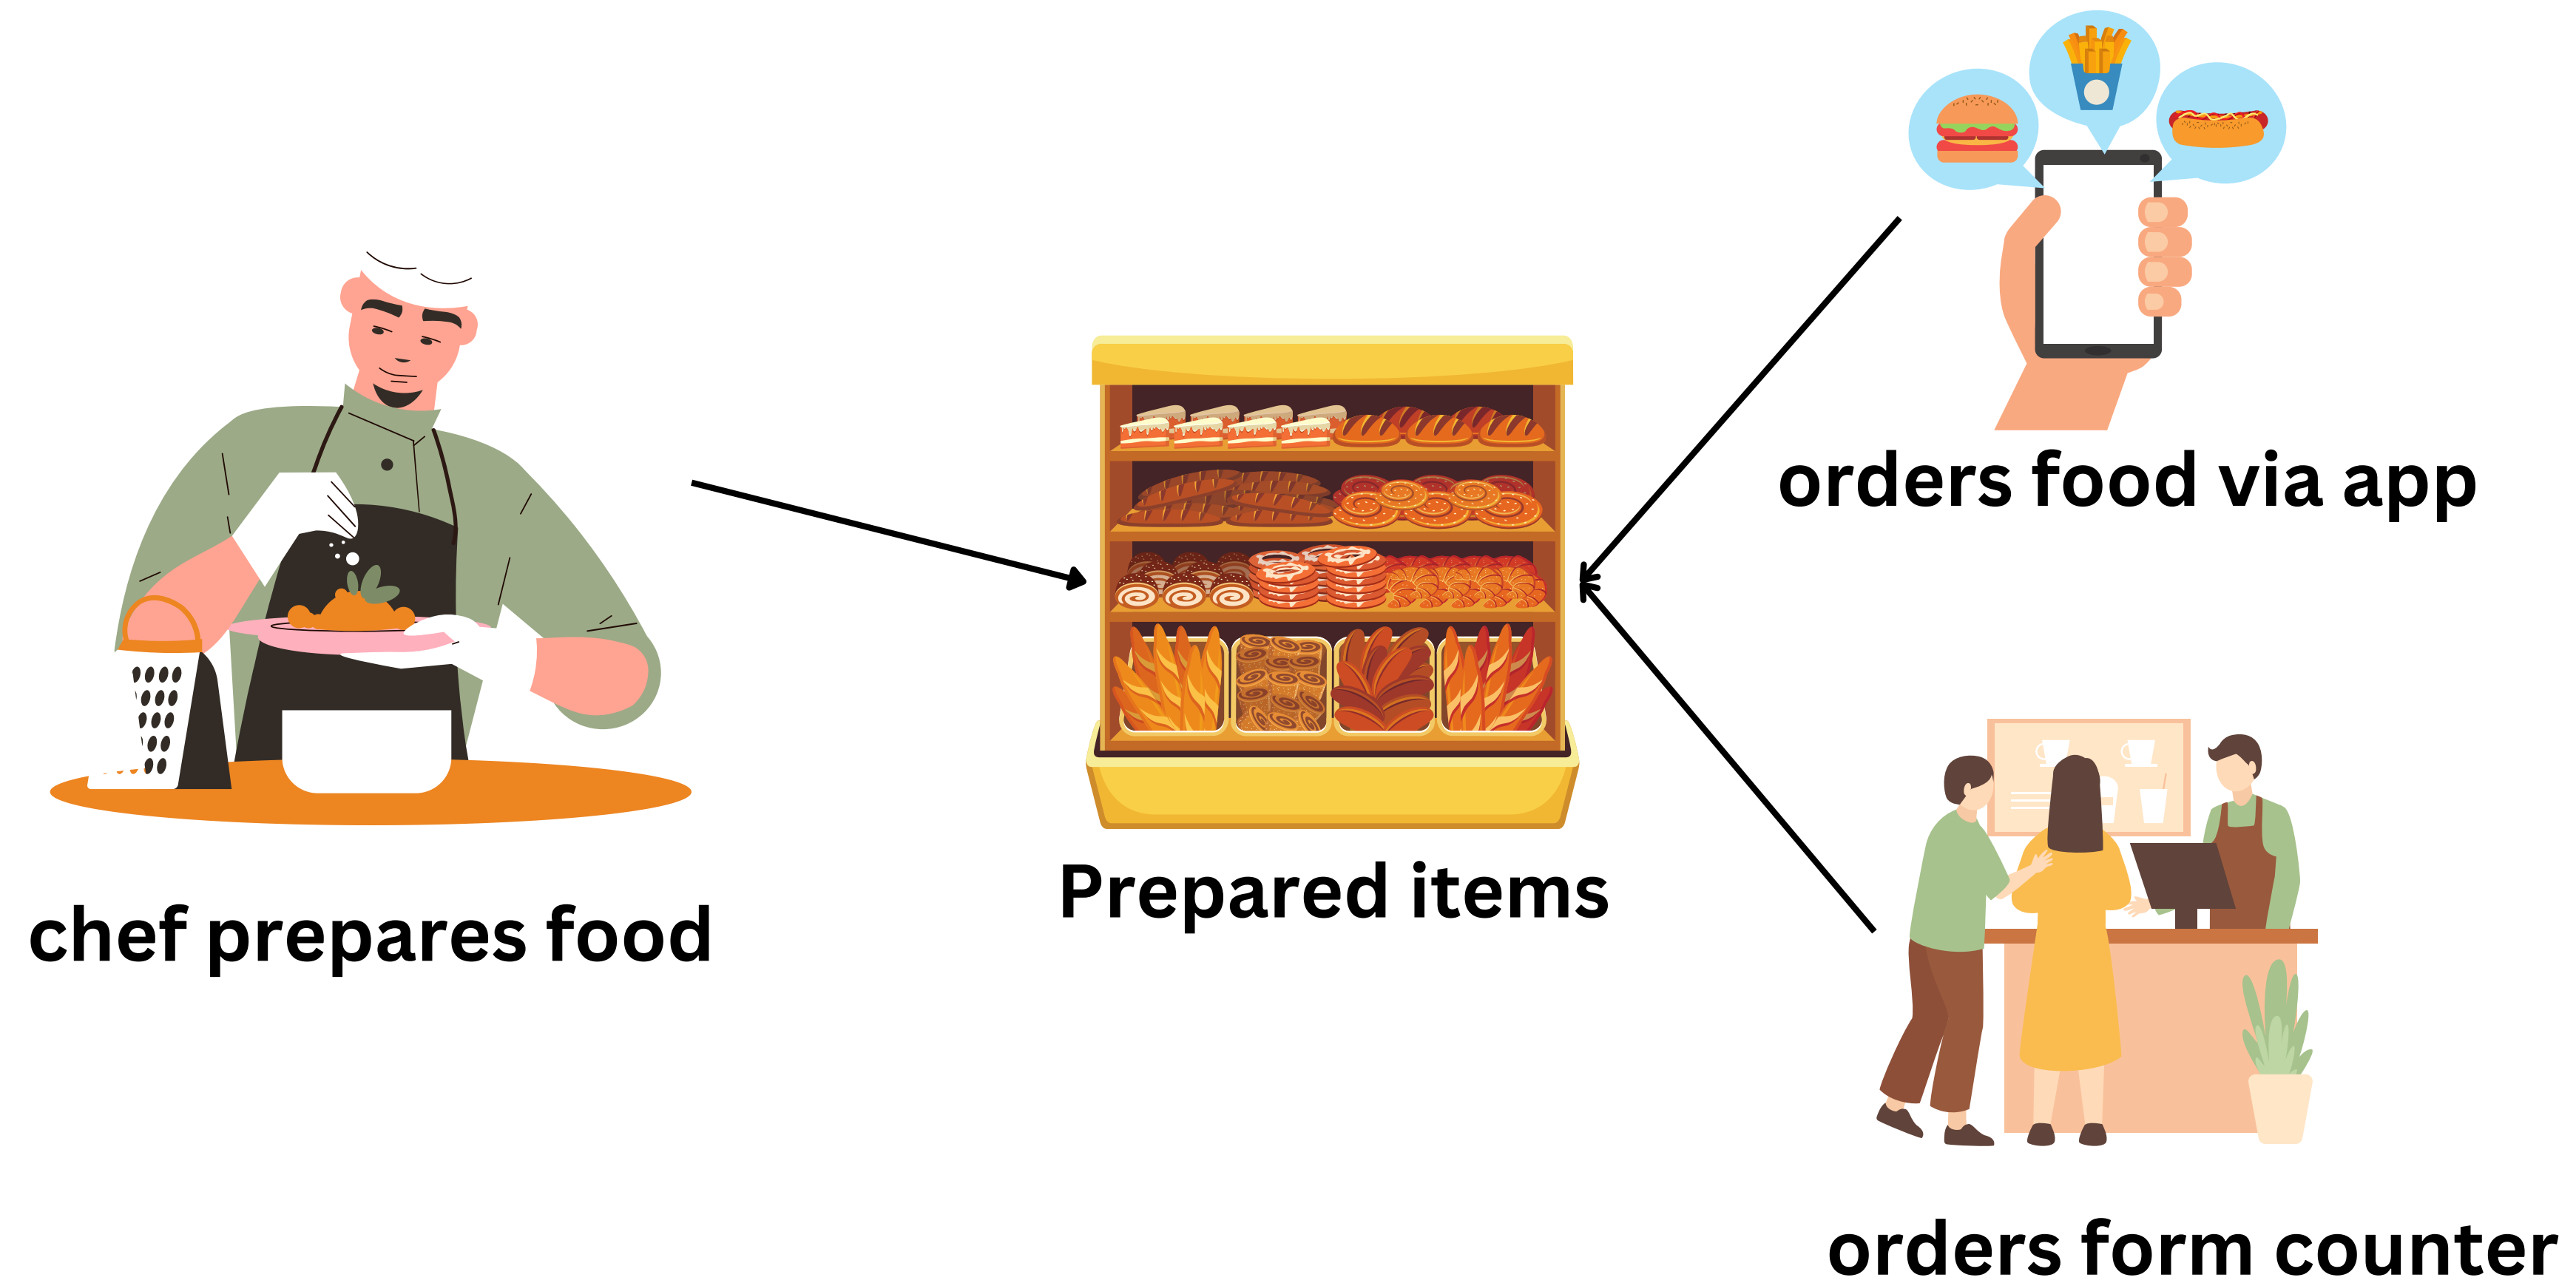 orders food via app
Prepared items
chef prepares food
orders form counter